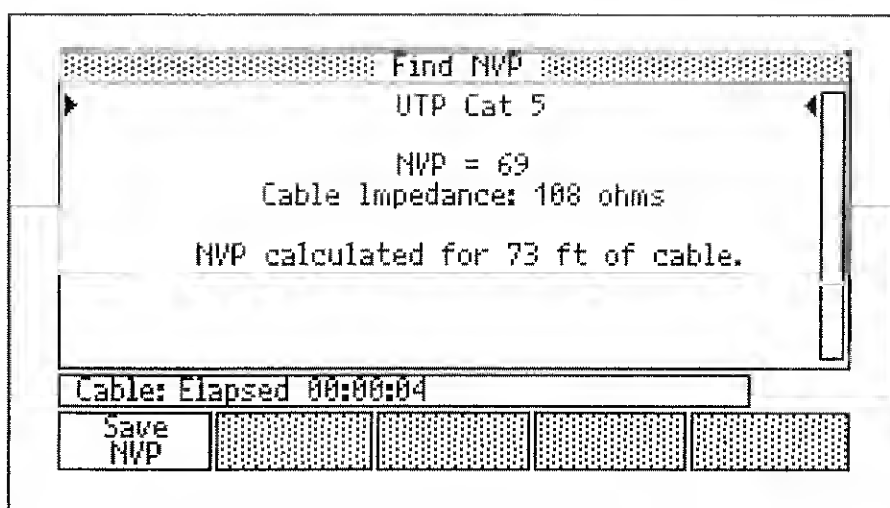 Find NVP
UTP Cat 5
NVP = 69
Cable Impedance: 108 ohms
NVP calculated for 73 ft of cable.
Cable: Elapsed 00:00:04
Save
NVP